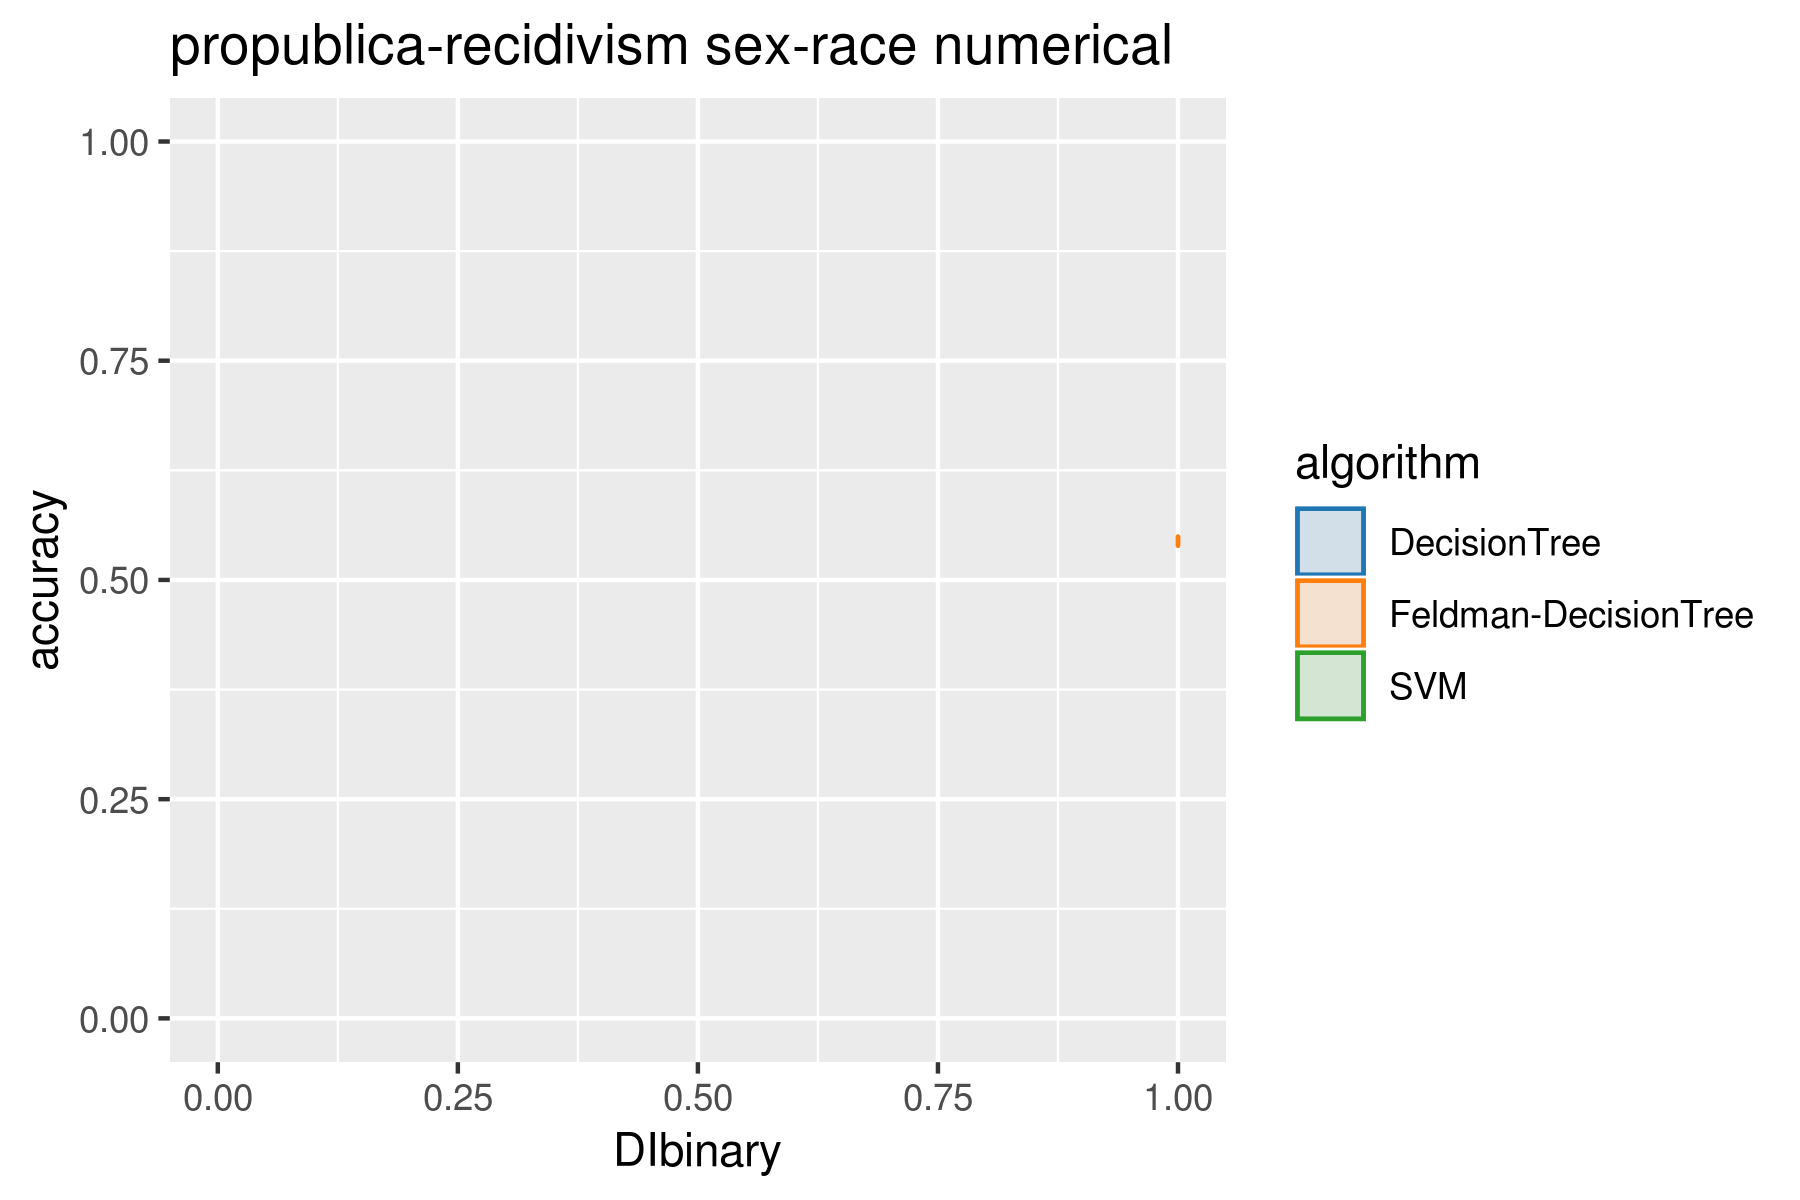 propublica-recidivism sex-race numerical
1.00
0.75
0.50
0.25
0.00
accuracy
0.00 0.25 0.50 0.75 1.00
DIbinary
algorithm
DecisionTree
Feldman-DecisionTree
SVM